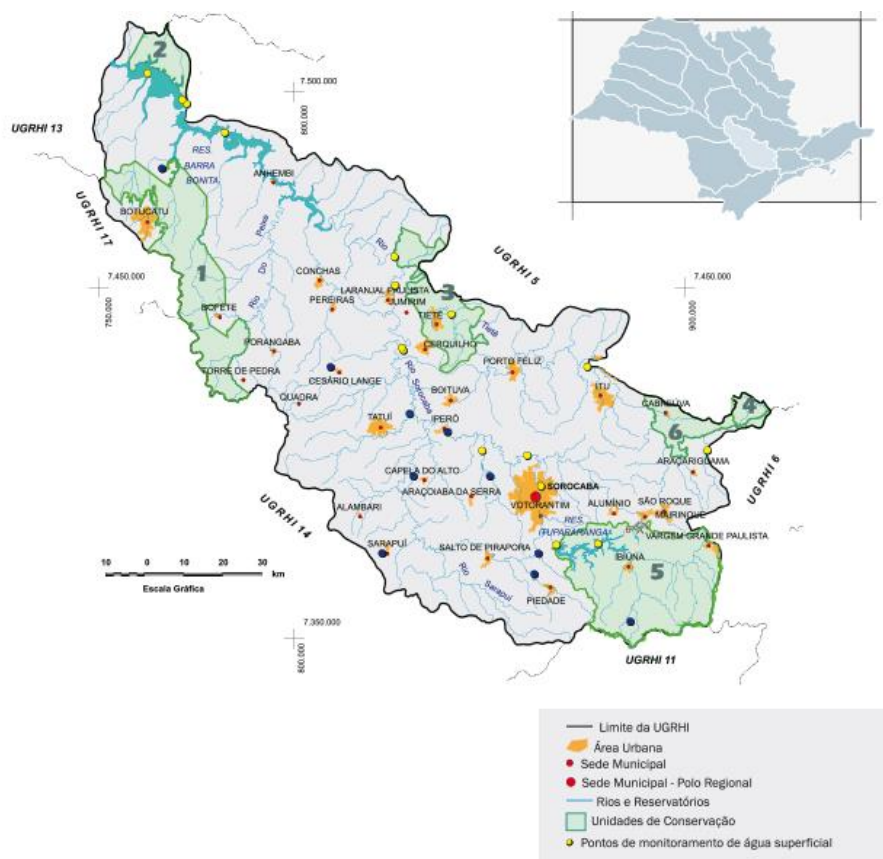 2
7.500.000
800.000
UGRHI 13
RES.
BARRA
BONITA
ANHEMBI
UGRHI 17
BOTUCATU
Rio
Do
Peixe
Rio
UGRHI 5
1
CONCHAS
7.450.000
750.000
LARANJAL PAULISTA
3
JUMIRIM
PEREIRAS
TIETÊ
Tietê
7.450.000
900.000
BOFETE
CERQUILHO
PORANGABA
TORRE DE PEDRA
CESÁRIO LANGE
Rio Sorocaba
PORTO FELIZ
QUADRA
BOITUVA
ITU
TATUÍ
IPERÓ
CABREÚVA
4
6
ARAÇARIGUAMA
UGRHI 6
CAPELA DO ALTO
ARAÇOIABA DA SERRA
SOROCABA
VOTORANTIM
UGRHI 14
ALAMBARI
ALUMÍNIO
SÃO ROQUE
MAIRINQUE
RES.
ITUPARARANGA
VARGEM GRANDE PAULISTA
SARAPUÍ
SALTO DE PIRAPORA
IBIÚNA
5
Rio
Sarapuí
PIEDADE
10 0 10 20 30
km
Escala Gráfica
7.350.000
800.000
UGRHI 11
Limite da UGRHI
Área Urbana
Sede Municipal
Sede Municipal - Polo Regional
Rios e Reservatórios
Unidades de Conservação
Pontos de monitoramento de água superficial